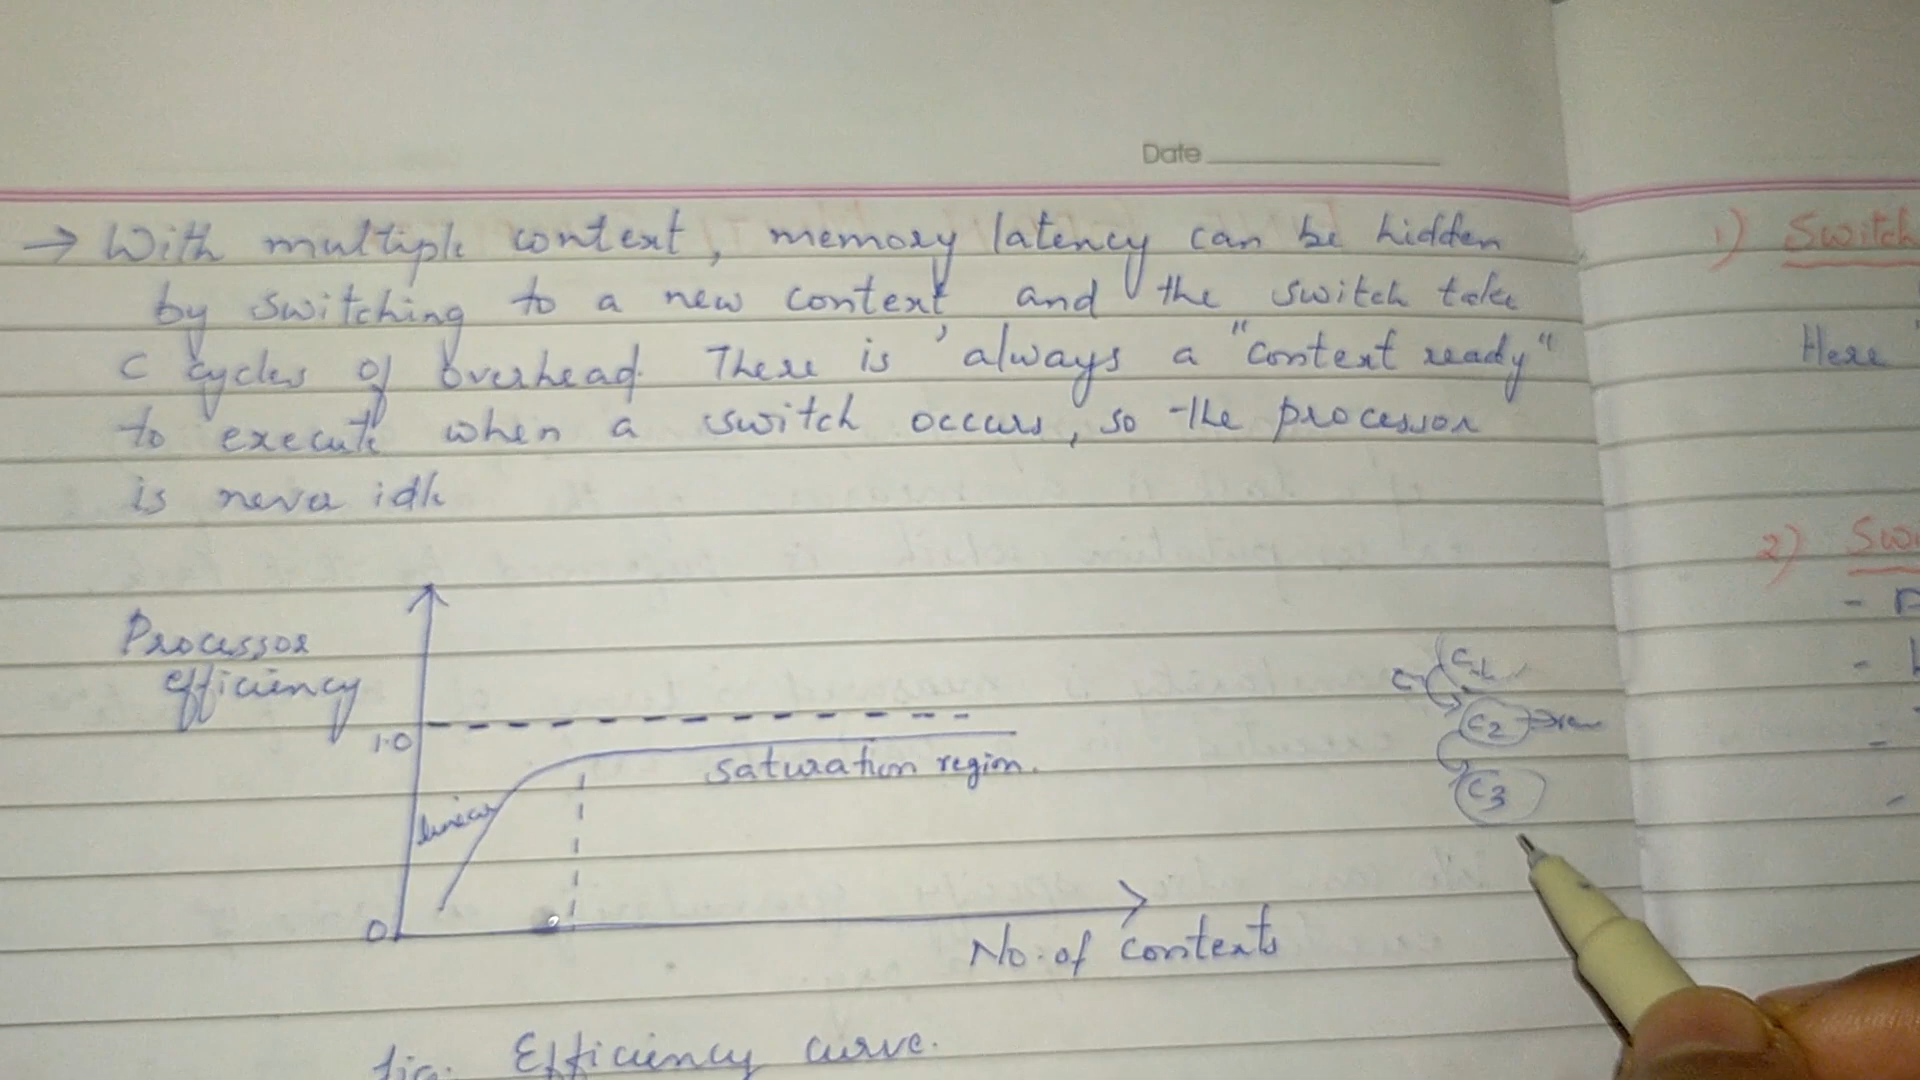 Date
→ With multiple context, memory latency can be hidden
by switching to a new context and the switch take
C cycles of overhead. There is always a "context ready"
to execute when a switch occurs, so the processor
is never idle
Processor
efficiency
1.0
linear
saturation region.
0
No. of contexts
fig. Efficiency curve.
C
C2
C3
1) Switch
Here
2) Swi